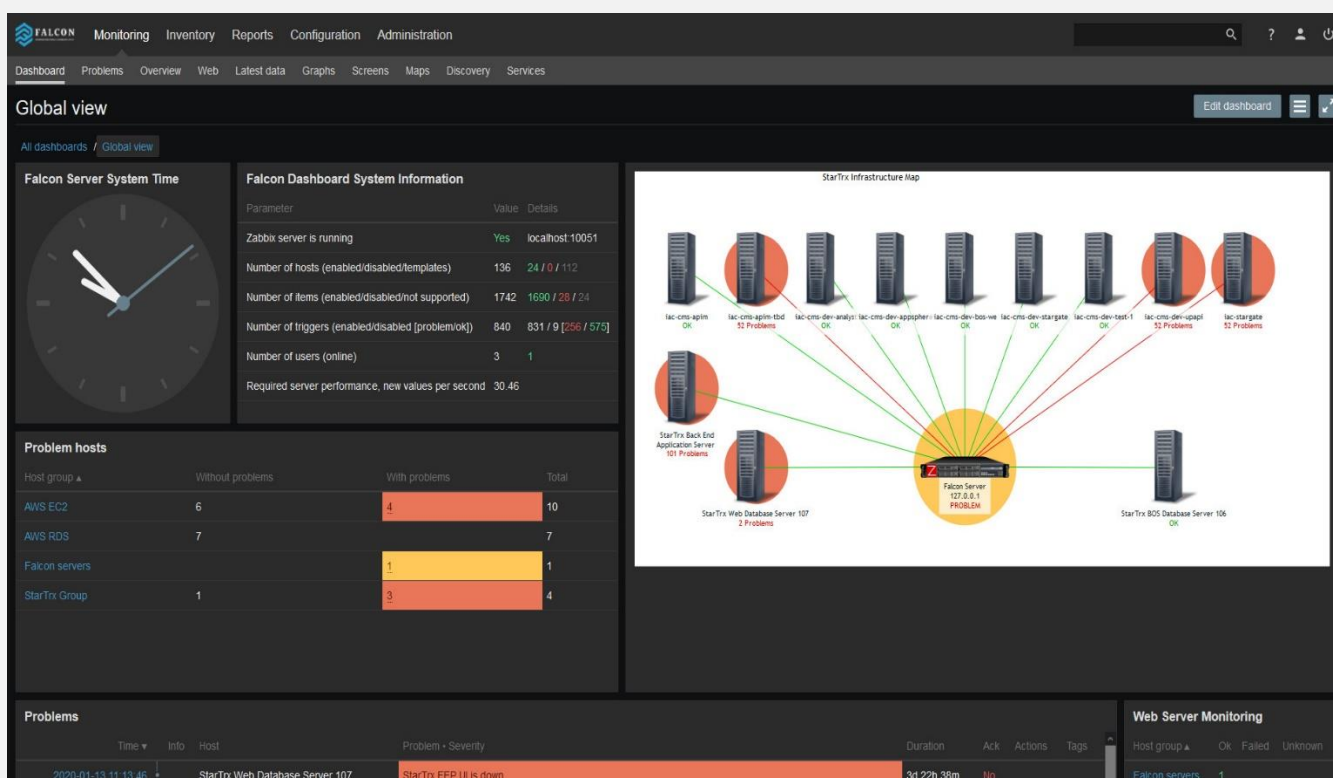 FALCON
Monitoring Inventory Reports Configuration Administration
?
Dashboard Problems Overview Web Latest data Graphs Screens Maps Discovery Services
Global view
Edit dashboard
All dashboards / Global view
Falcon Server System Time
Falcon Dashboard System Information
Parameter Value Details
Zabbix server is running Yes localhost:10051
Number of hosts (enabled/disabled/templates) 136 24 / 0 / 112
Number of items (enabled/disabled/not supported) 1742 1690 / 28 / 24
Number of triggers (enabled/disabled [problem/ok]) 840 831 / 9 [256 / 575]
Number of users (online) 3 1
Required server performance, new values per second 30.46
StarTrx Infrastructure Map
iac-cms-apim
OK
iac-cms-apim-tbd
52 Problems
iac-cms-dev-analys
OK
iac-cms-dev-appspher
OK
iac-cms-dev-bos-we
OK
iac-cms-dev-stargate
OK
iac-cms-dev-test-1
OK
iac-cms-dev-upapi
52 Problems
iac-stargate
52 Problems
StarTrx Back End
Application Server
101 Problems
StarTrx Web Database Server 107
2 Problems
Z
Falcon Server
127.0.0.1
PROBLEM
StarTrx BOS Database Server 106
OK
Problem hosts
Host group Without problems With problems Total
AWS EC2 6 4 10
AWS RDS 7 7
Falcon servers 1 1
StarTrx Group 1 3 4
Problems
Time Info Host Problem • Severity Duration Ack Actions Tags
2020-01-13 11:13:46 StarTrx Web Database Server 107 StarTrx FEP UI is down 3d 22h 38m No
Web Server Monitoring
Host group Ok Failed Unknown
Falcon servers 1